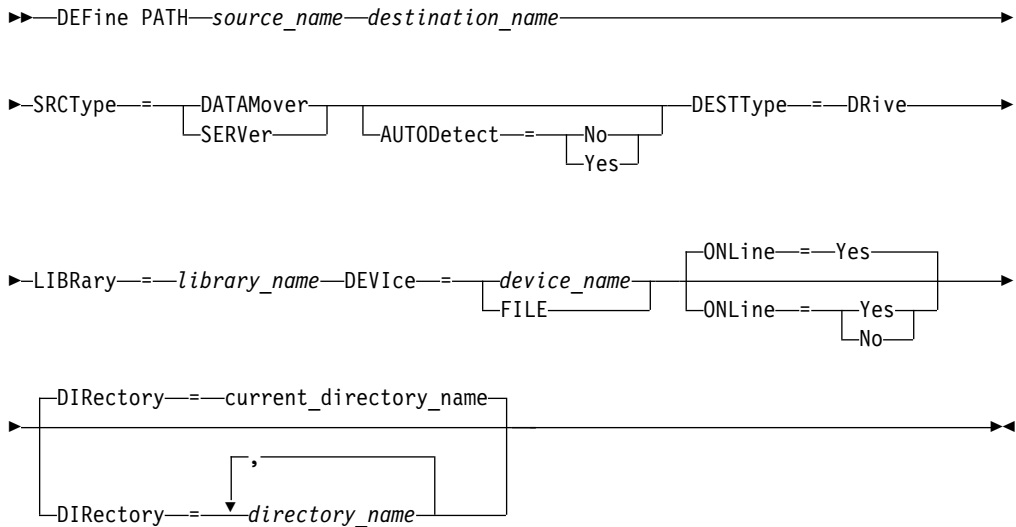 DEFine PATH source_name destination_name
SRCType = DATAMover DESTType = DRive
SERVer AUTODetect = No
Yes
ONLine = Yes
LIBRary = library_name DEVIce = device_name
FILE ONLine = Yes
No
DIRectory = current_directory_name
,
DIRectory = directory_name